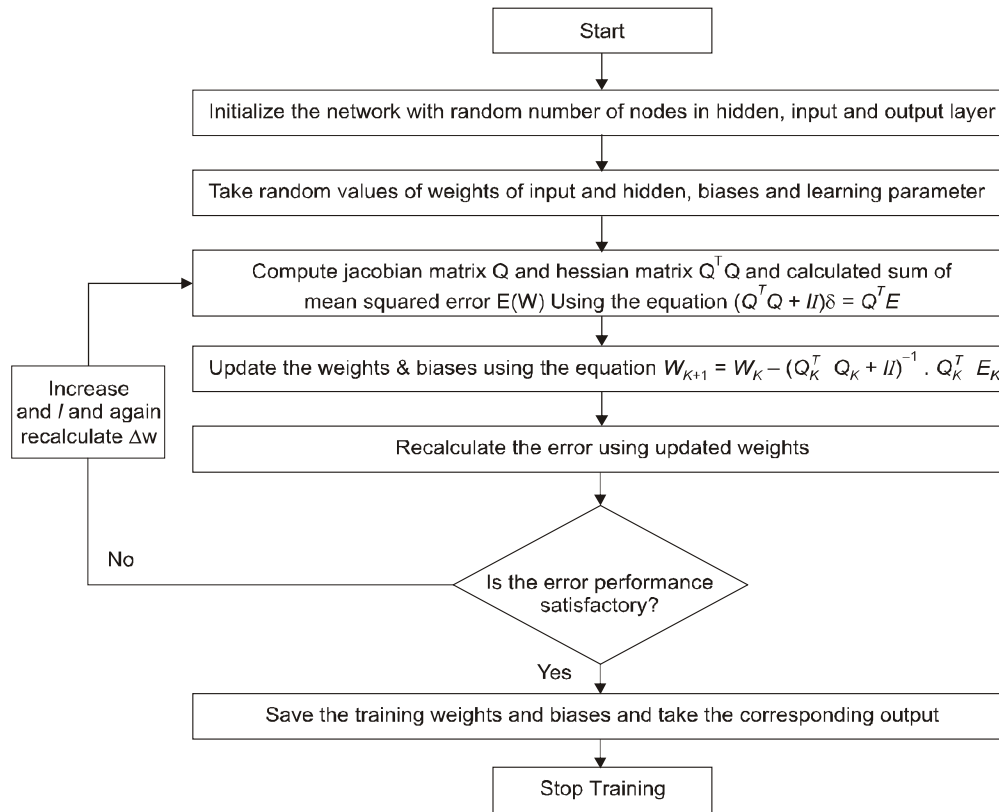 Start
Initialize the network with random number of nodes in hidden, input and output layer
Take random values of weights of input and hidden, biases and learning parameter
Compute jacobian matrix Q and hessian matrix Q^T Q and calculated sum of
mean squared error E(W) Using the equation (Q^T Q + lI)δ = Q^T E
Update the weights & biases using the equation W_{K+1} = W_K – (Q_K^T Q_K + lI)^{–1} . Q_K^T E_K
Increase
and l and again
recalculate Δw
Recalculate the error using updated weights
No
Is the error performance
satisfactory?
Yes
Save the training weights and biases and take the corresponding output
Stop Training